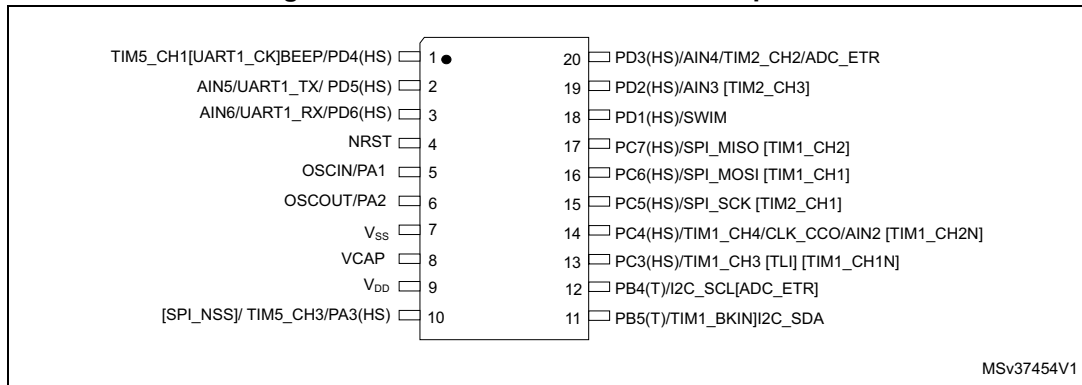 TIM5_CH1[UART1_CK]BEEP/PD4(HS) 1 20 PD3(HS)/AIN4/TIM2_CH2/ADC_ETR
AIN5/UART1_TX/ PD5(HS) 2 19 PD2(HS)/AIN3 [TIM2_CH3]
AIN6/UART1_RX/PD6(HS) 3 18 PD1(HS)/SWIM
NRST 4 17 PC7(HS)/SPI_MISO [TIM1_CH2]
OSCIN/PA1 5 16 PC6(HS)/SPI_MOSI [TIM1_CH1]
OSCOUT/PA2 6 15 PC5(HS)/SPI_SCK [TIM2_CH1]
VSS 7 14 PC4(HS)/TIM1_CH4/CLK_CCO/AIN2 [TIM1_CH2N]
VCAP 8 13 PC3(HS)/TIM1_CH3 [TLI] [TIM1_CH1N]
VDD 9 12 PB4(T)/I2C_SCL[ADC_ETR]
[SPI_NSS]/ TIM5_CH3/PA3(HS) 10 11 PB5(T)/TIM1_BKIN]I2C_SDA
MSv37454V1